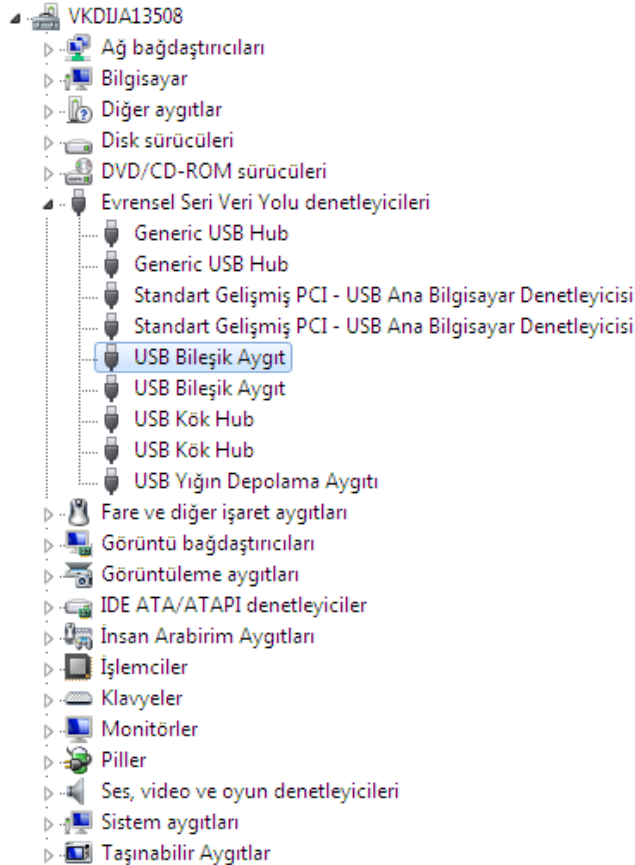 VKDIJA13508
Ağ bağdaştırıcıları
Bilgisayar
Diğer aygıtlar
Disk sürücüleri
DVD/CD-ROM sürücüleri
Evrensel Seri Veri Yolu denetleyicileri
Generic USB Hub
Generic USB Hub
Standart Gelişmiş PCI - USB Ana Bilgisayar Denetleyicisi
Standart Gelişmiş PCI - USB Ana Bilgisayar Denetleyicisi
USB Bileşik Aygıt
USB Bileşik Aygıt
USB Kök Hub
USB Kök Hub
USB Yığın Depolama Aygıtı
Fare ve diğer işaret aygıtları
Görüntü bağdaştırıcıları
Görüntüleme aygıtları
IDE ATA/ATAPI denetleyiciler
İnsan Arabirim Aygıtları
İşlemciler
Klavyeler
Monitörler
Piller
Ses, video ve oyun denetleyicileri
Sistem aygıtları
Taşınabilir Aygıtlar